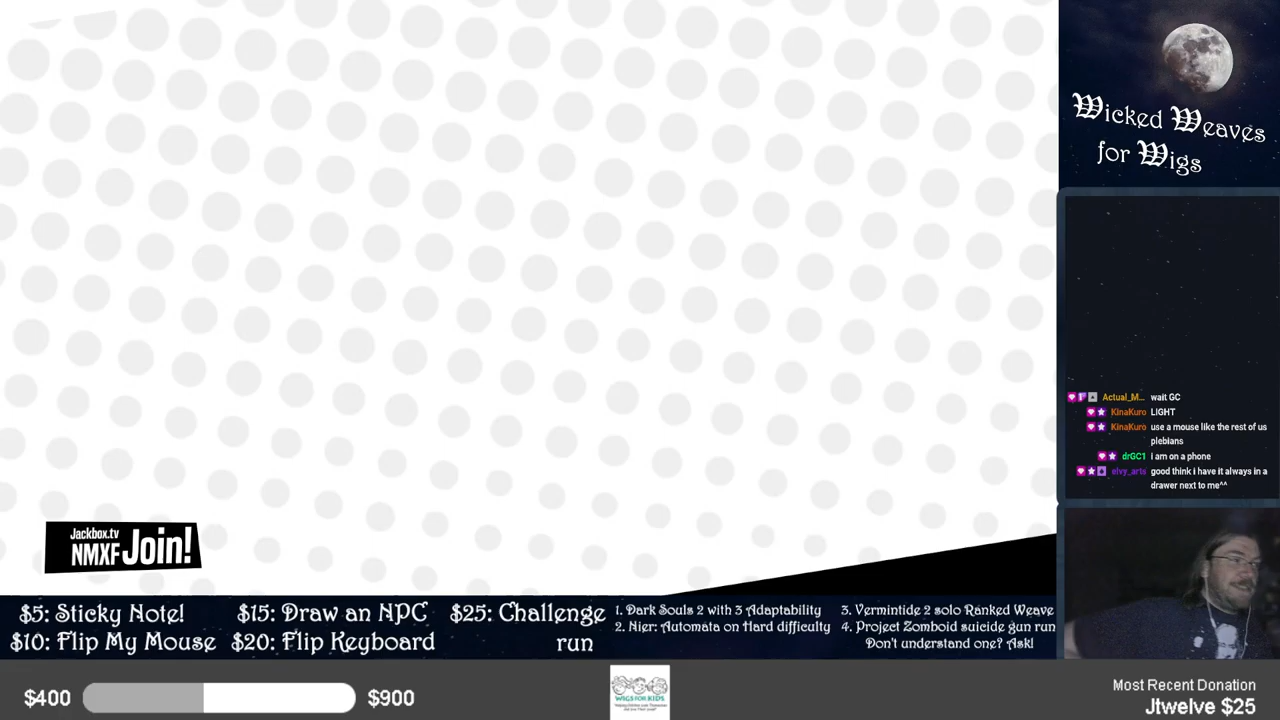 Wicked Weaves
for Wigs
Actual_M... wait GC
KinaKuro LIGHT
KinaKuro use a mouse like the rest of us
plebians
drGC1 i am on a phone
elvy_arts good think i have it always in a
drawer next to me^^
Jackbox.tv
NMXF Join!
$5: Sticky Note!
$10: Flip My Mouse
$15: Draw an NPC
$20: Flip Keyboard
$25: Challenge
run
1. Dark Souls 2 with 3 Adaptability
2. Nier: Automata on Hard difficulty
3. Vermintide 2 solo Ranked Weave
4. Project Zomboid suicide gun run
Don't understand one? Ask!
$400
$900
WIGS FOR KIDS
Most Recent Donation
Jtwelve $25